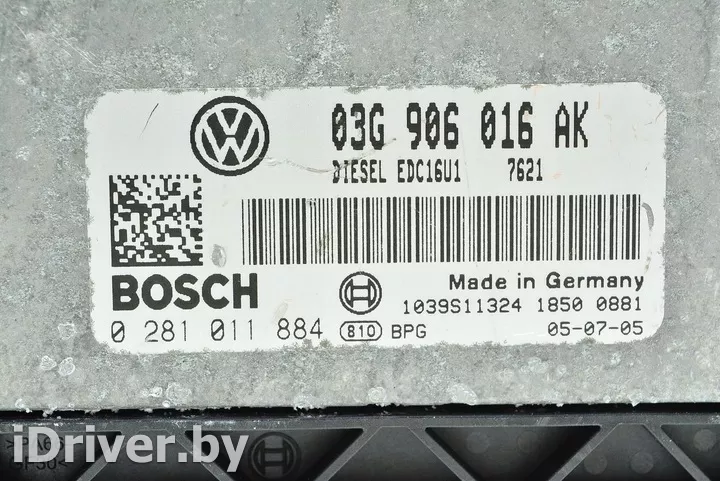 03G 906 016 AK
DIESEL EDC16U1 7621
BOSCH
Made in Germany
1039S11324 1850 0881
0 281 011 884 810 BPG 05-07-05
iDriver.by